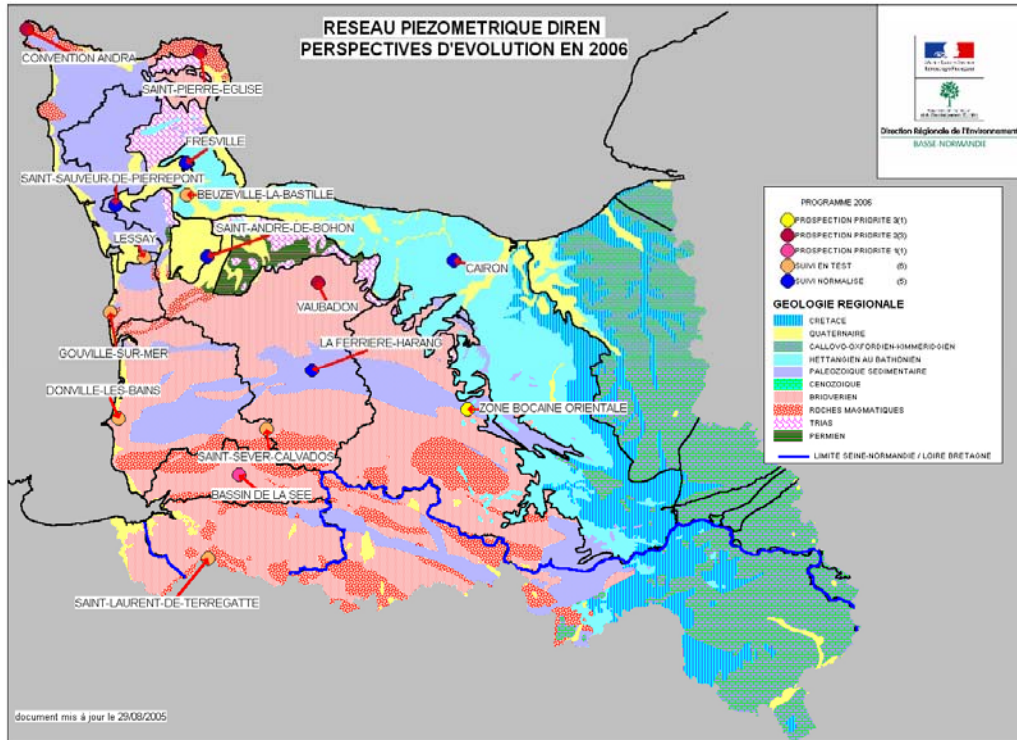 RESEAU PIEZOMETRIQUE DIREN
PERSPECTIVES D'EVOLUTION EN 2006
Direction Régionale de l'Environnement
BASSE-NORMANDIE
CONVENTION ANDRA
SAINT-PIERRE-EGLISE
FRESVILLE
SAINT-SAUVEUR-DE-PIERREPONT
BEUZEVILLE-LA-BASTILLE
LESSAY
SAINT-ANDRE-DE-BOHON
CAIRON
VAUBADON
GOUVILLE-SUR-MER
LA FERRIERE-HARANG
DONVILLE-LES-BAINS
ZONE BOCAINE ORIENTALE
SAINT-SEVER-CALVADOS
BASSIN DE LA SEE
SAINT-LAURENT-DE-TERREGATTE
PROGRAMME 2006
PROSPECTION PRIORITE 3(1)
PROSPECTION PRIORITE 2(3)
PROSPECTION PRIORITE 1(1)
SUIVI EN TEST (6)
SUIVI NORMALISE (5)
GEOLOGIE REGIONALE
CRETACE
QUATERNAIRE
CALLOVO-OXFORDIEN-KIMMERIDGIEN
HETTANGIEN AU BATHONIEN
PALEOZOIQUE SEDIMENTAIRE
CENOZOIQUE
BRIOVERIEN
ROCHES MAGMATIQUES
TRIAS
PERMIEN
LIMITE SEINE-NORMANDIE / LOIRE BRETAGNE
document mis à jour le 29/08/2005